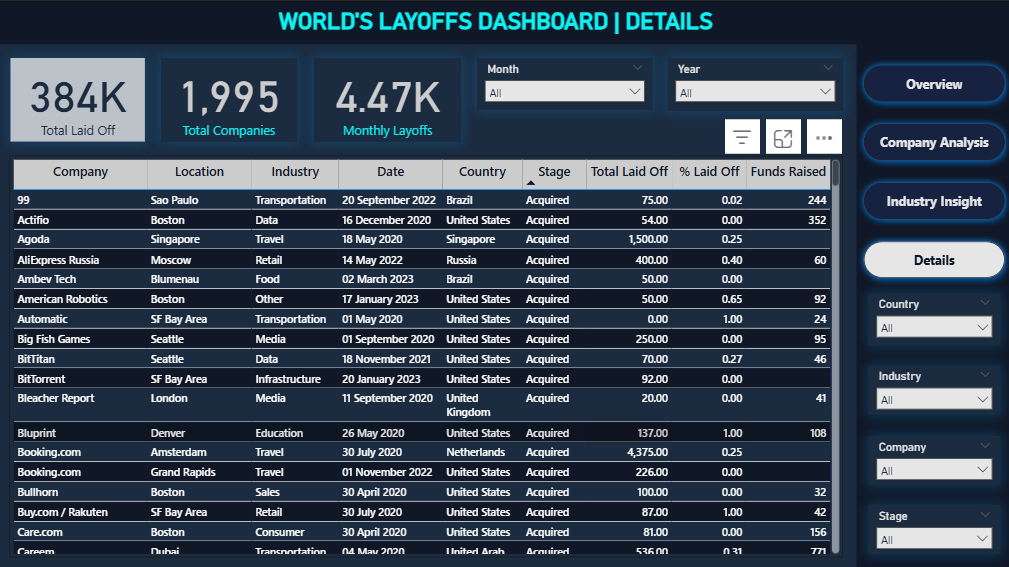 WORLD'S LAYOFFS DASHBOARD | DETAILS
384K
Total Laid Off
1,995
Total Companies
4.47K
Monthly Layoffs
Month
All
Year
All
Overview
Company Analysis
Industry Insight
Details
Country
All
Industry
All
Company
All
Stage
All
Company Location Industry Date Country Stage Total Laid Off % Laid Off Funds Raised
99 Sao Paulo Transportation 20 September 2022 Brazil Acquired 75.00 0.02 244
Actifio Boston Data 16 December 2020 United States Acquired 54.00 0.00 352
Agoda Singapore Travel 18 May 2020 Singapore Acquired 1,500.00 0.25
AliExpress Russia Moscow Retail 14 May 2022 Russia Acquired 400.00 0.40 60
Ambev Tech Blumenau Food 02 March 2023 Brazil Acquired 50.00 0.00
American Robotics Boston Other 17 January 2023 United States Acquired 50.00 0.65 92
Automatic SF Bay Area Transportation 01 May 2020 United States Acquired 0.00 1.00 24
Big Fish Games Seattle Media 01 September 2020 United States Acquired 250.00 0.00 95
BitTitan Seattle Data 18 November 2021 United States Acquired 70.00 0.27 46
BitTorrent SF Bay Area Infrastructure 20 January 2023 United States Acquired 92.00 0.00
Bleacher Report London Media 11 September 2020 United Kingdom Acquired 20.00 0.00 41
Bluprint Denver Education 26 May 2020 United States Acquired 137.00 1.00 108
Booking.com Amsterdam Travel 30 July 2020 Netherlands Acquired 4,375.00 0.25
Booking.com Grand Rapids Travel 01 November 2022 United States Acquired 226.00 0.00
Bullhorn Boston Sales 30 April 2020 United States Acquired 100.00 0.00 32
Buy.com / Rakuten SF Bay Area Retail 30 July 2020 United States Acquired 87.00 1.00 42
Care.com Boston Consumer 30 April 2020 United States Acquired 81.00 0.00 156
Careem Dubai Transportation 04 May 2020 United Arab Acquired 536.00 0.31 771